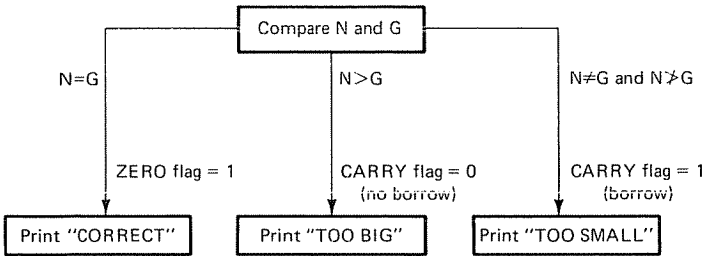 Compare N and G
N=G
N>G
N≠G and N≯G
ZERO flag = 1
CARRY flag = 0
(no borrow)
CARRY flag = 1
(borrow)
Print "CORRECT"
Print "TOO BIG"
Print "TOO SMALL"